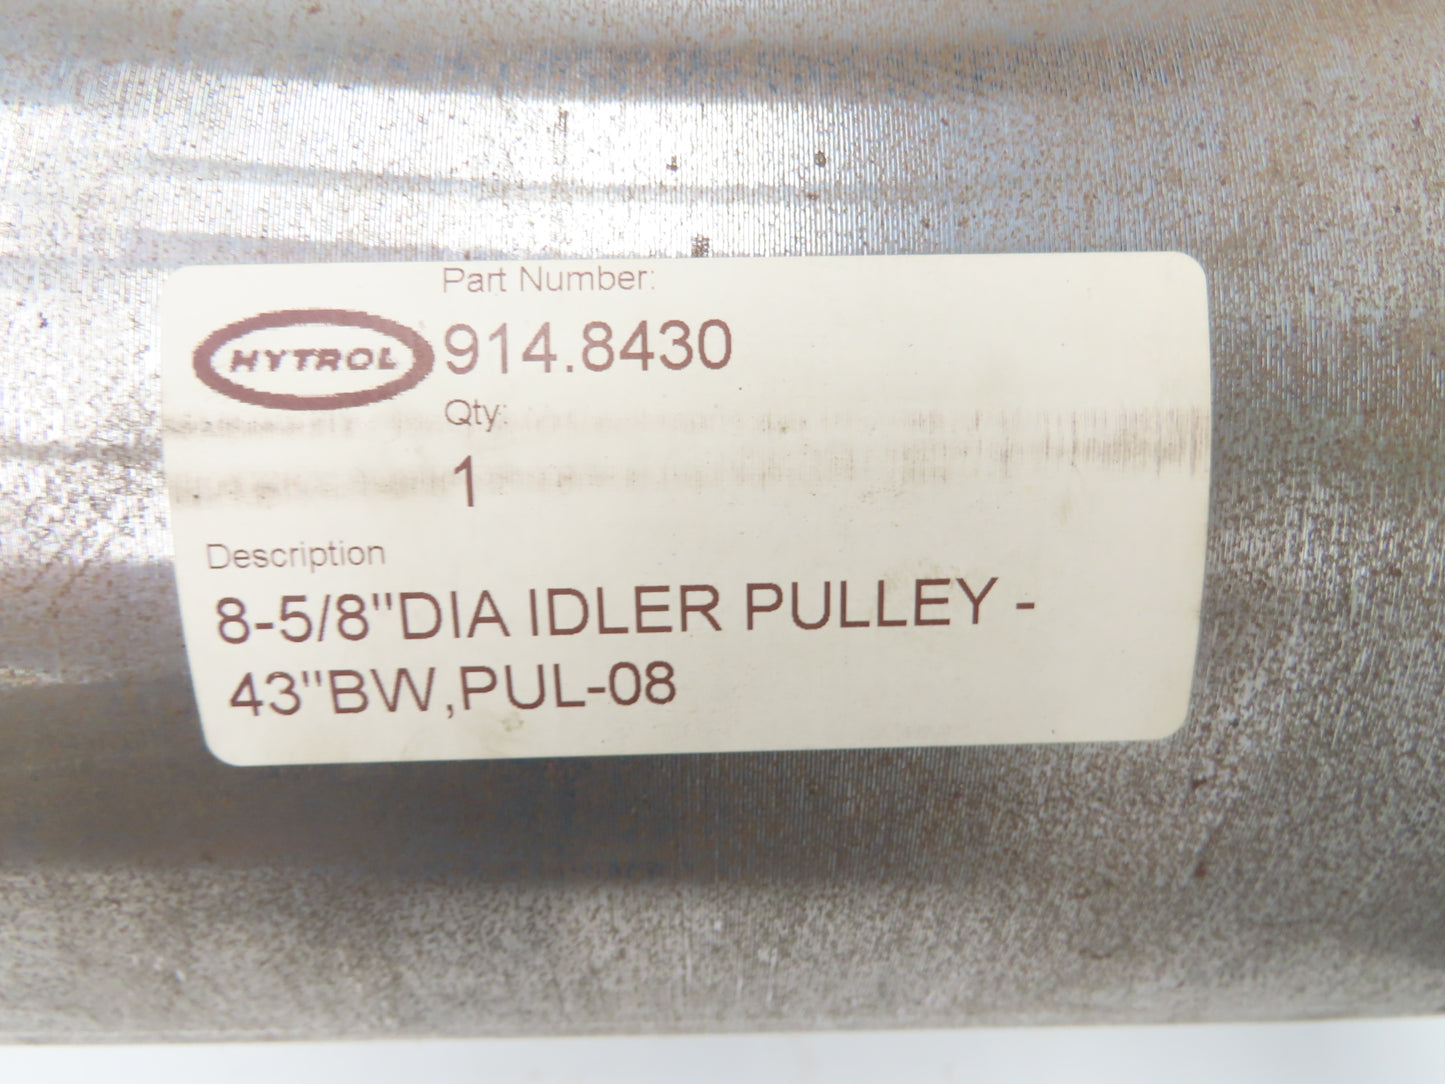 Part Number:
HYTROL 914.8430
Qty:
1
Description
8-5/8"DIA IDLER PULLEY -
43"BW,PUL-08